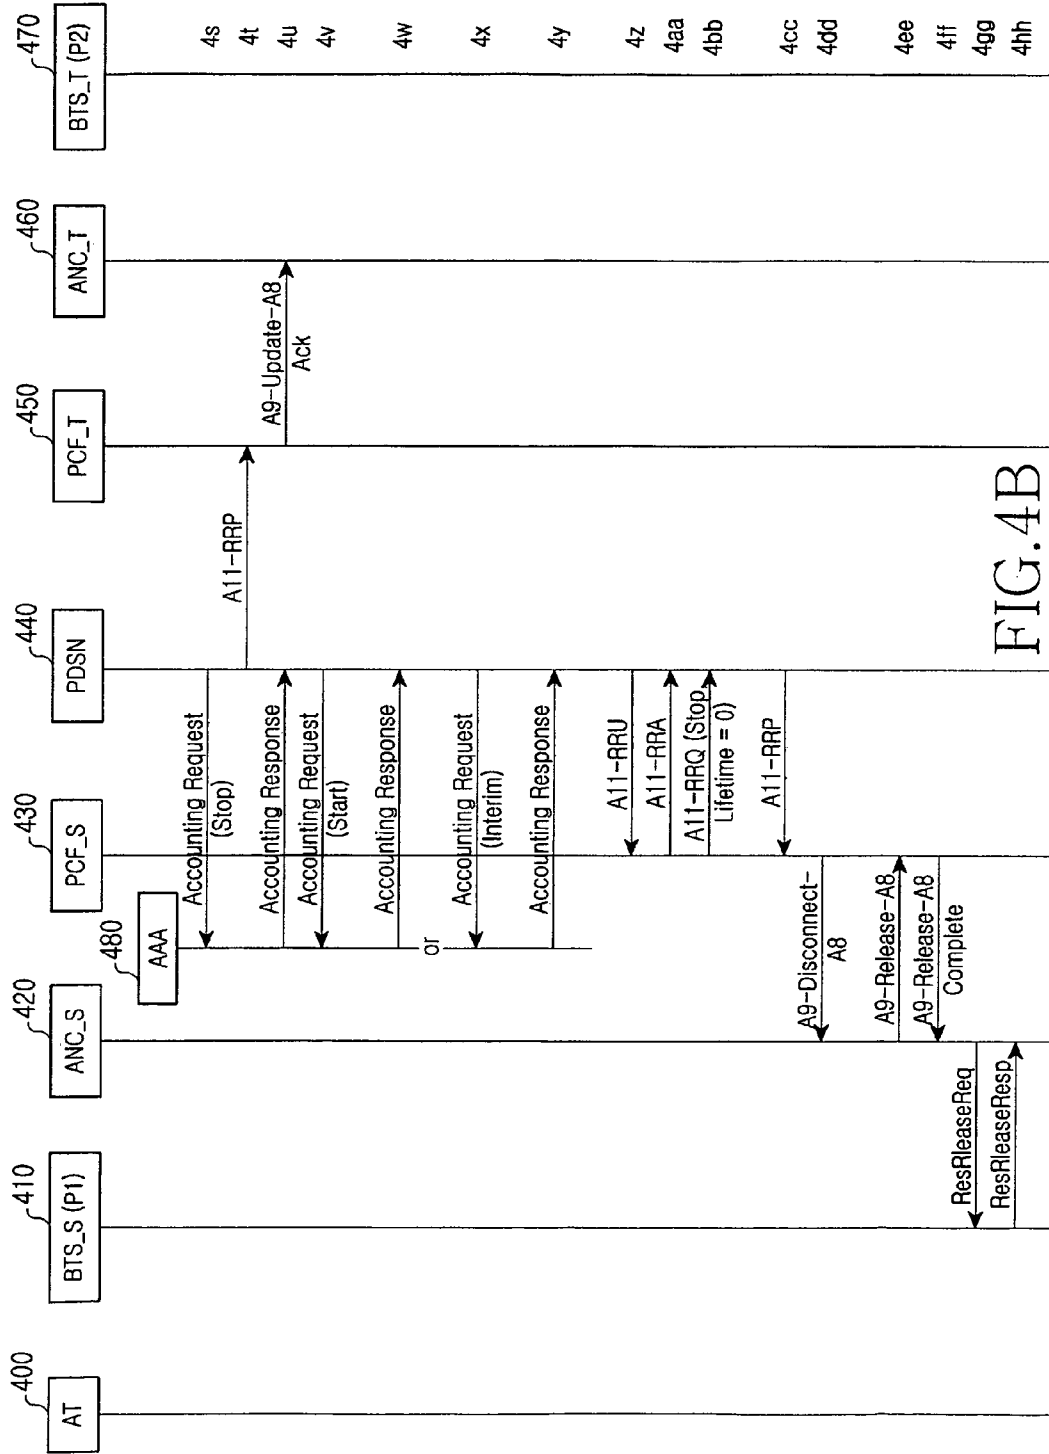 400
AT
410
BTS_S (P1)
420
ANC_S
480
AAA
430
PCF_S
440
PDSN
450
PCF_T
460
ANC_T
470
BTS_T (P2)
Accounting Request
(Stop)
4s
A11-RRP
4t
Accounting Response
A9-Update-A8
Ack
4u
Accounting Request
(Start)
4v
Accounting Response
4w
or
Accounting Request
(Interim)
4x
Accounting Response
4y
A11-RRU
4z
A11-RRA
4aa
A11-RRQ (Stop,
Lifetime = 0)
4bb
A11-RRP
4cc
A9-Disconnect-
A8
4dd
A9-Release-A8
4ee
A9-Release-A8
Complete
4ff
ResRleaseReq
4gg
ResRleaseResp
4hh
FIG.4B